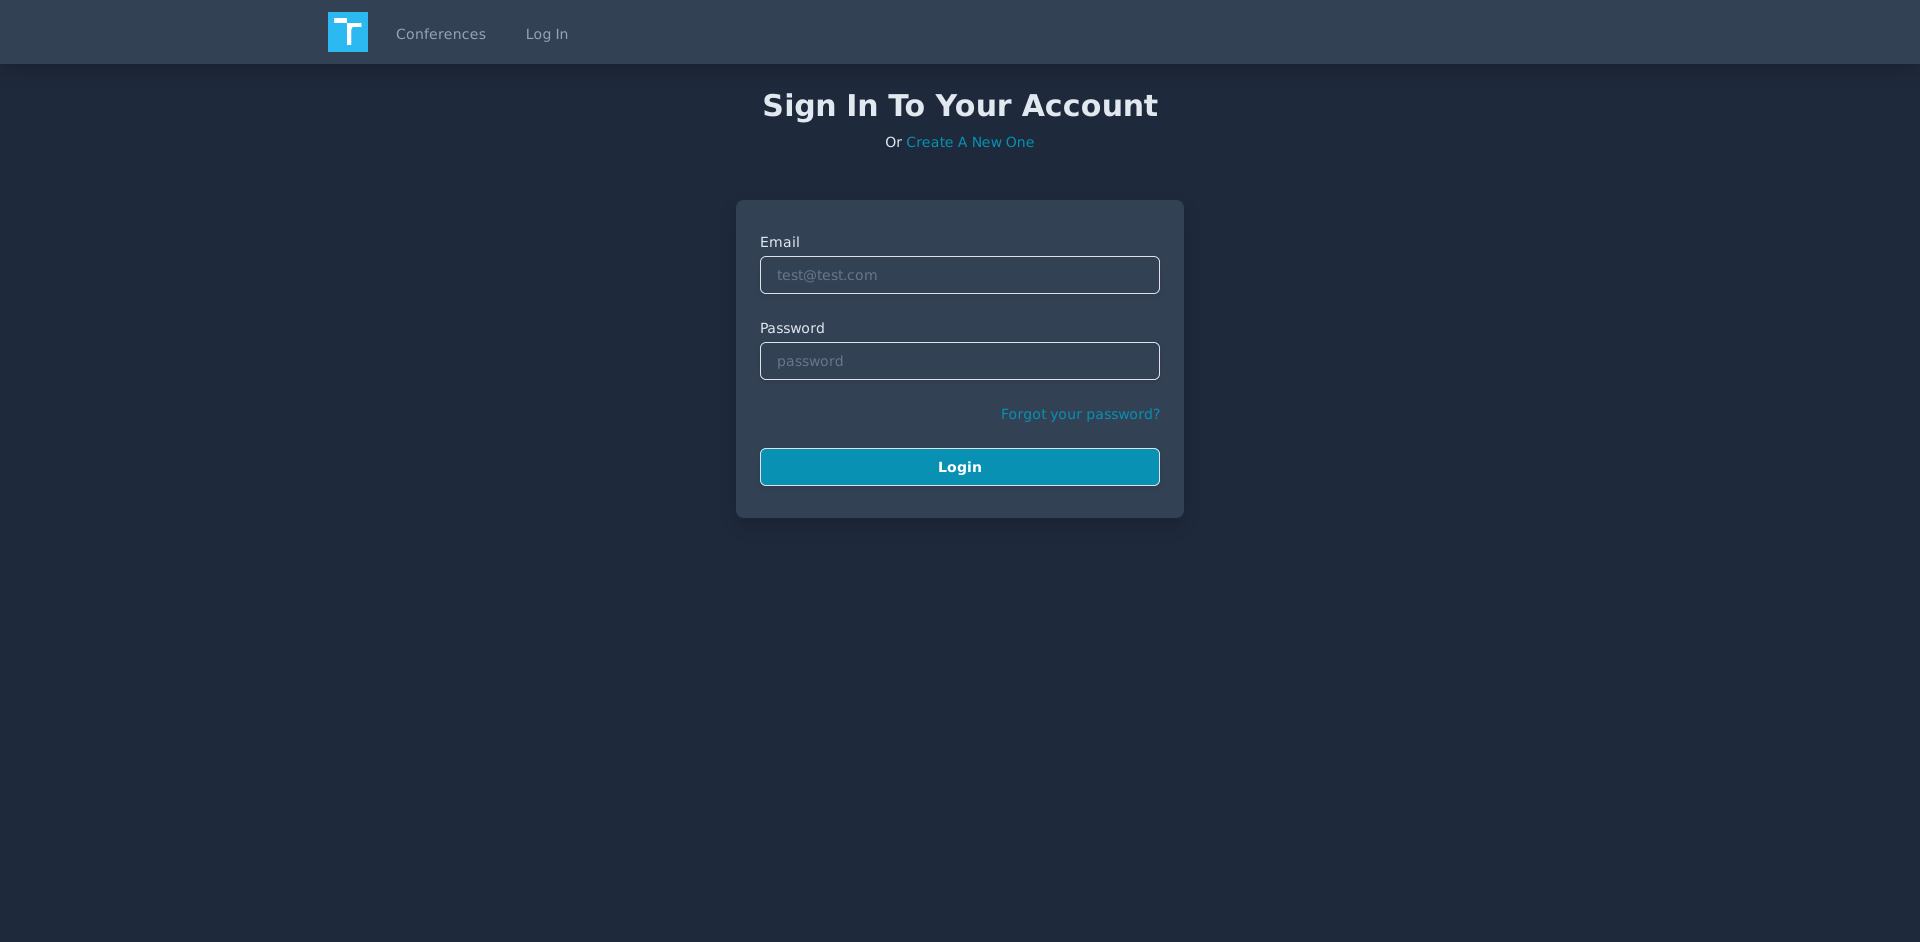 Conferences
Log In
Sign In To Your Account
Or Create A New One
Email
test@test.com
Password
password
Forgot your password?
Login